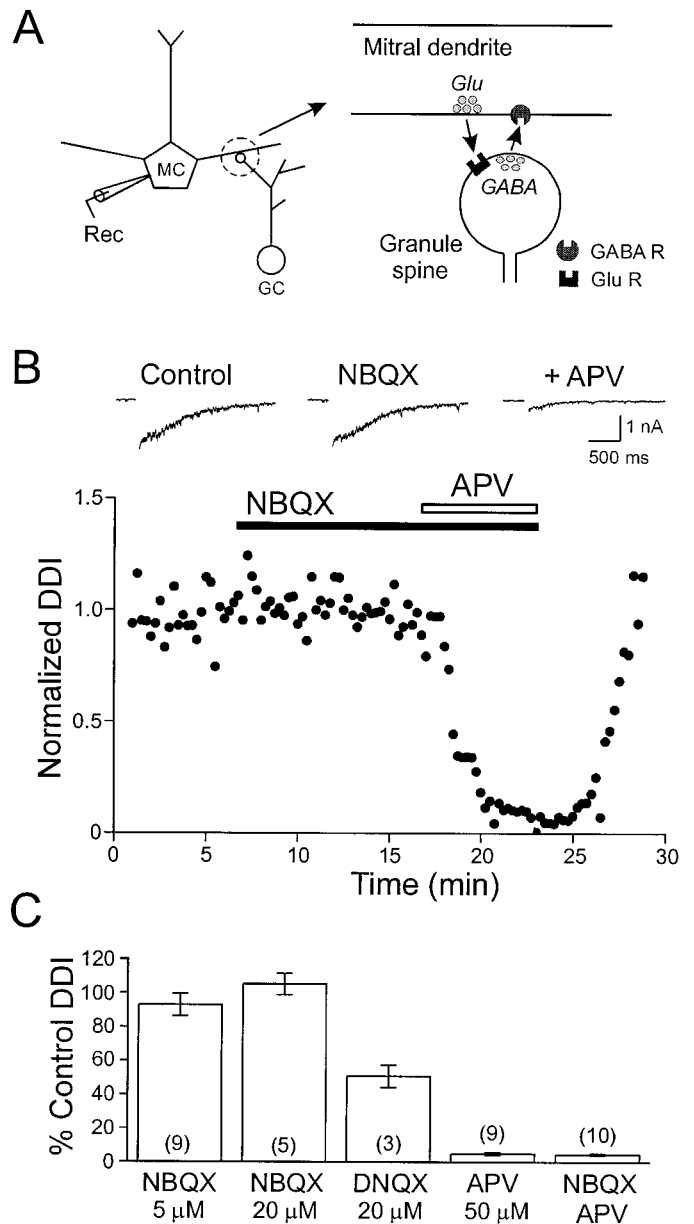 A
Mitral dendrite
Glu
MC
GABA
Rec
Granule
spine
GC
GABA R
Glu R
B
Control
NBQX
+ APV
1 nA
500 ms
NBQX
APV
Normalized DDI
1.5
1.0
0.5
0
0
5
10
15
20
25
30
Time (min)
C
% Control DDI
120
100
80
60
40
20
0
(9)
(5)
(3)
(9)
(10)
NBQX
5 μM
NBQX
20 μM
DNQX
20 μM
APV
50 μM
NBQX
APV